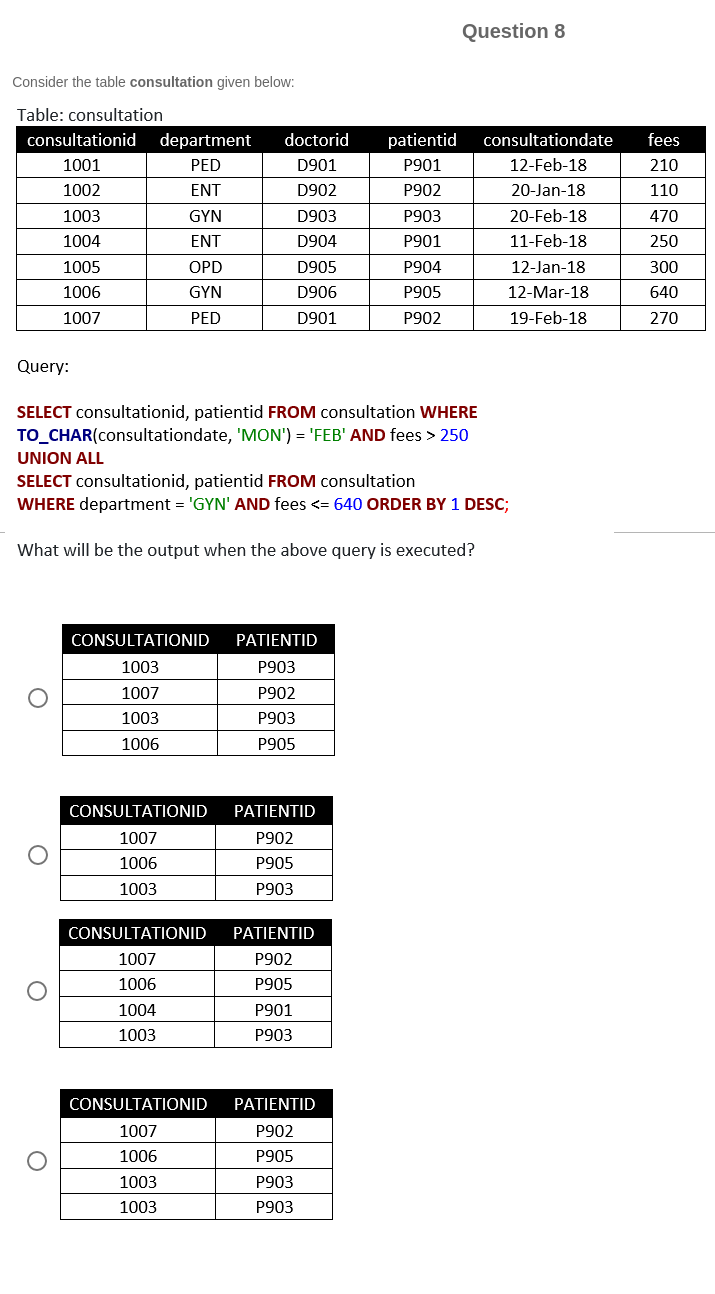 Question 8
Consider the table consultation given below:
Table: consultation
consultationid department doctorid patientid consultationdate fees
1001 PED D901 P901 12-Feb-18 210
1002 ENT D902 P902 20-Jan-18 110
1003 GYN D903 P903 20-Feb-18 470
1004 ENT D904 P901 11-Feb-18 250
1005 OPD D905 P904 12-Jan-18 300
1006 GYN D906 P905 12-Mar-18 640
1007 PED D901 P902 19-Feb-18 270
Query:
SELECT consultationid, patientid FROM consultation WHERE
TO_CHAR(consultationdate, 'MON') = 'FEB' AND fees > 250
UNION ALL
SELECT consultationid, patientid FROM consultation
WHERE department = 'GYN' AND fees <= 640 ORDER BY 1 DESC;
What will be the output when the above query is executed?
CONSULTATIONID PATIENTID
1003 P903
1007 P902
1003 P903
1006 P905
CONSULTATIONID PATIENTID
1007 P902
1006 P905
1003 P903
CONSULTATIONID PATIENTID
1007 P902
1006 P905
1004 P901
1003 P903
CONSULTATIONID PATIENTID
1007 P902
1006 P905
1003 P903
1003 P903